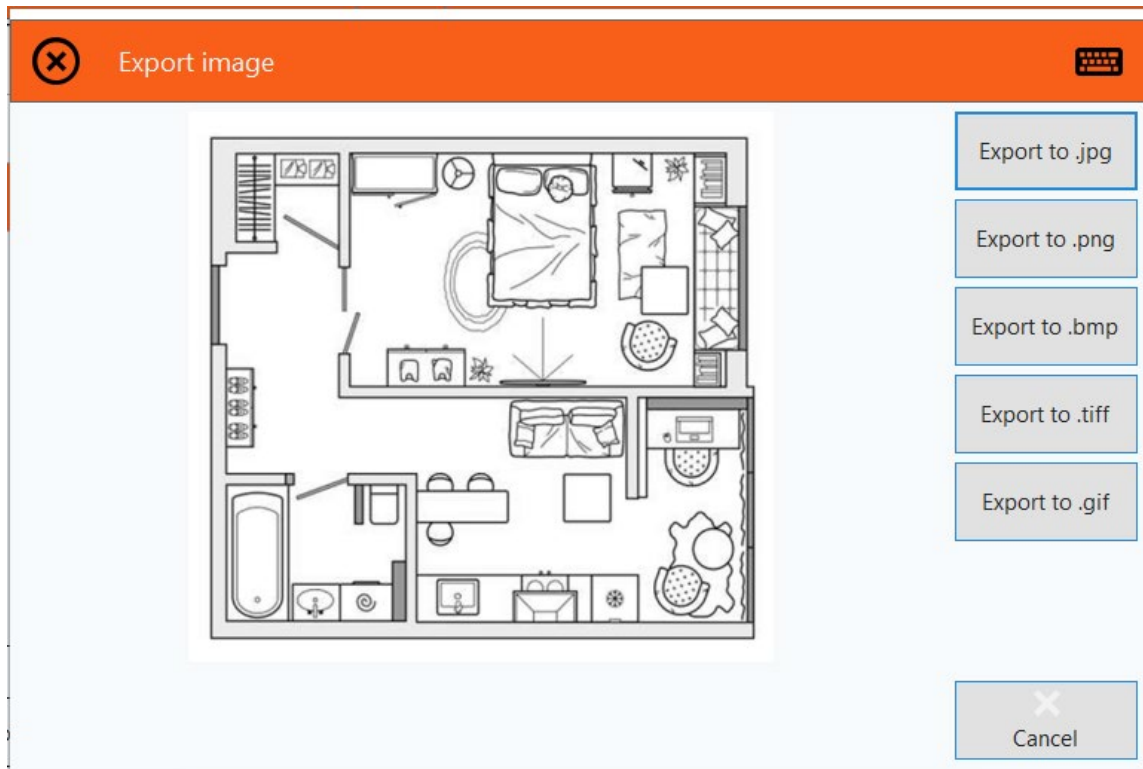 Export image
Export to .jpg
Export to .png
Export to .bmp
Export to .tiff
Export to .gif
Cancel